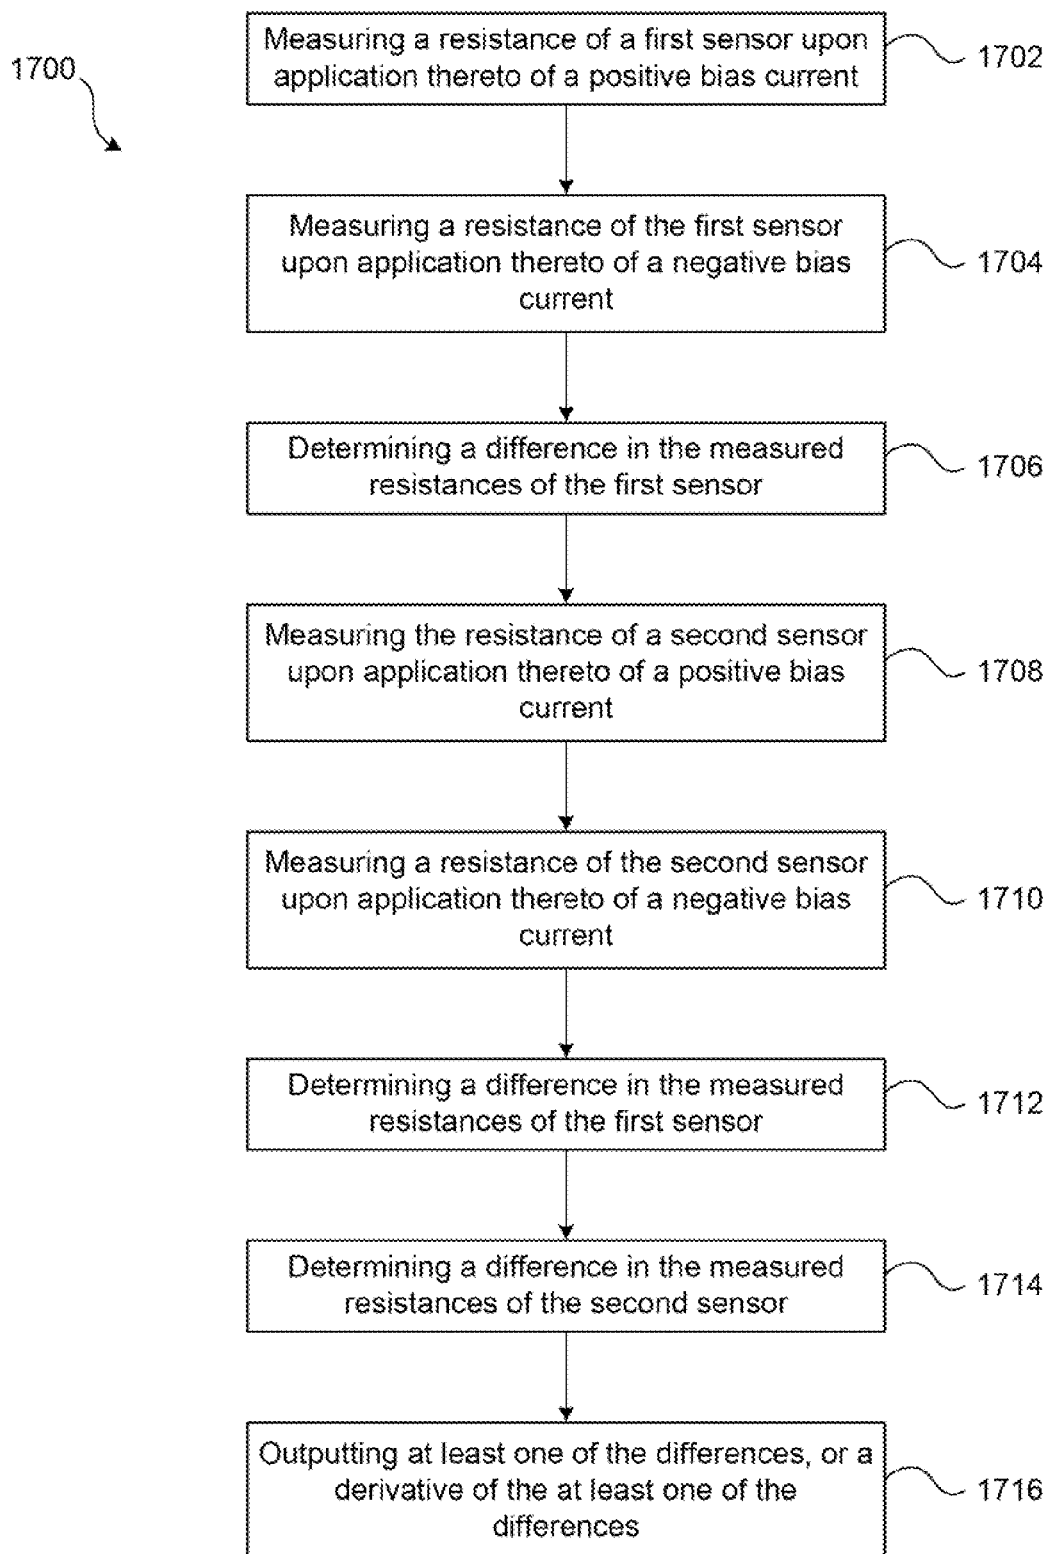 1700
Measuring a resistance of a first sensor upon
application thereto of a positive bias current
1702
Measuring a resistance of the first sensor
upon application thereto of a negative bias
current
1704
Determining a difference in the measured
resistances of the first sensor
1706
Measuring the resistance of a second sensor
upon application thereto of a positive bias
current
1708
Measuring a resistance of the second sensor
upon application thereto of a negative bias
current
1710
Determining a difference in the measured
resistances of the first sensor
1712
Determining a difference in the measured
resistances of the second sensor
1714
Outputting at least one of the differences, or a
derivative of the at least one of the
differences
1716